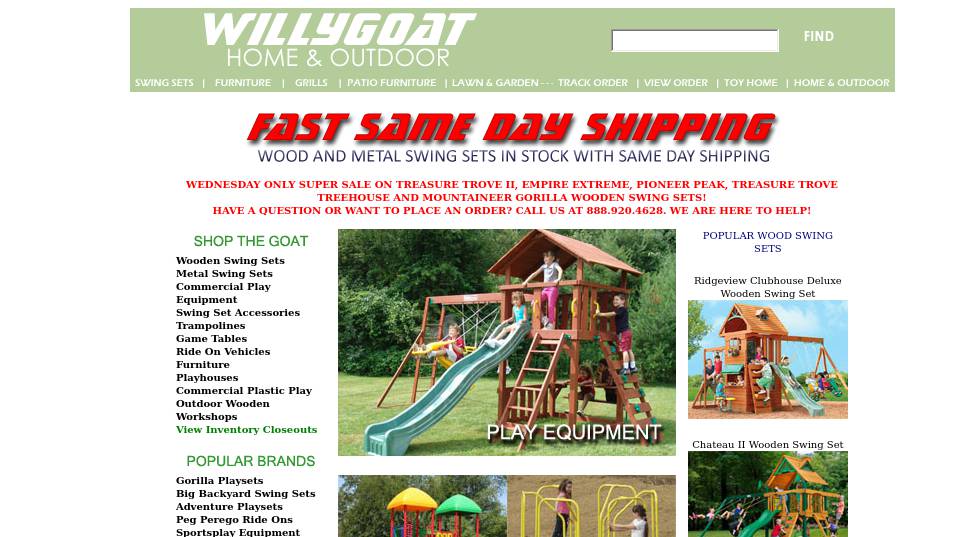 WILLYGOAT
HOME & OUTDOOR
FIND
SWING SETS | FURNITURE | GRILLS | PATIO FURNITURE | LAWN & GARDEN --- TRACK ORDER | VIEW ORDER | TOY HOME | HOME & OUTDOOR
FAST SAME DAY SHIPPING
WOOD AND METAL SWING SETS IN STOCK WITH SAME DAY SHIPPING
WEDNESDAY ONLY SUPER SALE ON TREASURE TROVE II, EMPIRE EXTREME, PIONEER PEAK, TREASURE TROVE
TREEHOUSE AND MOUNTAINEER GORILLA WOODEN SWING SETS!
HAVE A QUESTION OR WANT TO PLACE AN ORDER? CALL US AT 888.920.4628. WE ARE HERE TO HELP!
SHOP THE GOAT
Wooden Swing Sets
Metal Swing Sets
Commercial Play
Equipment
Swing Set Accessories
Trampolines
Game Tables
Ride On Vehicles
Furniture
Playhouses
Commercial Plastic Play
Outdoor Wooden
Workshops
View Inventory Closeouts
POPULAR BRANDS
Gorilla Playsets
Big Backyard Swing Sets
Adventure Playsets
Peg Perego Ride Ons
Sportsplay Equipment
PLAY EQUIPMENT
POPULAR WOOD SWING
SETS
Ridgeview Clubhouse Deluxe
Wooden Swing Set
Chateau II Wooden Swing Set